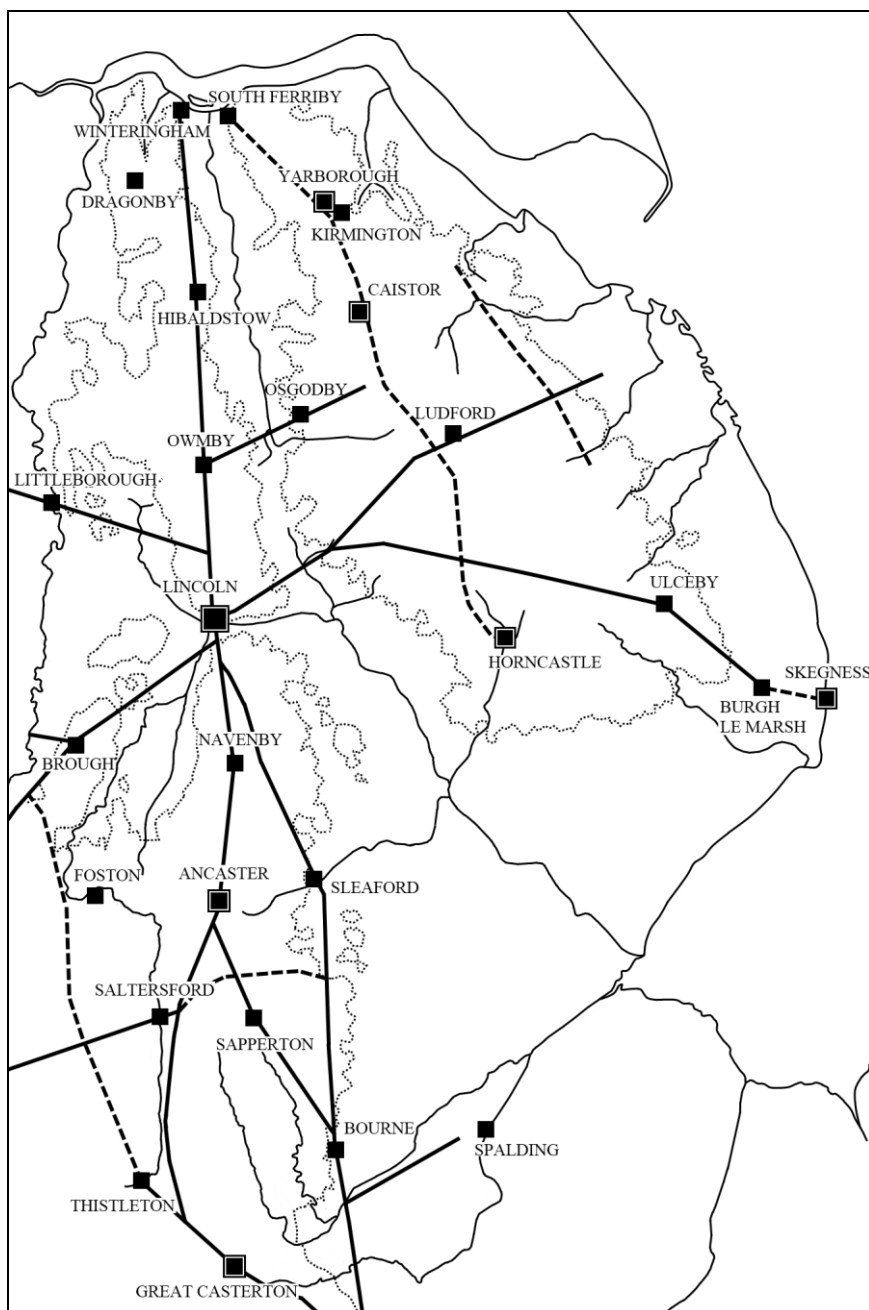 SOUTH FERRIBY
WINTERINGHAM
YARBOROUGH
DRAGONBY
KIRMINGTON
CAISTOR
HIBALDSTOW
OSGODBY
LUDFORD
OWMBY
LITTLEBOROUGH
LINCOLN
ULCEBY
HORNCASTLE
SKEGNESS
BURGH
LE MARSH
NAVENBY
BROUGH
FOSTON
ANCASTER
SLEAFORD
SALTERSFORD
SAPPERTON
BOURNE
SPALDING
THISTLETON
GREAT CASTERTON